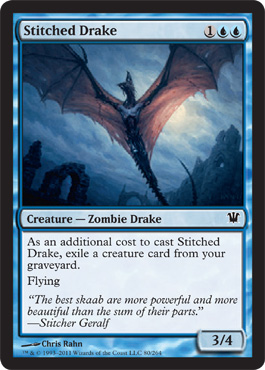 Stitched Drake 1
Creature — Zombie Drake
As an additional cost to cast Stitched
Drake, exile a creature card from your
graveyard.
Flying
"The best skaab are more powerful and more
beautiful than the sum of their parts."
—Stitcher Geralf
Chris Rahn
3/4
™ & © 1993–2011 Wizards of the Coast LLC 80/264